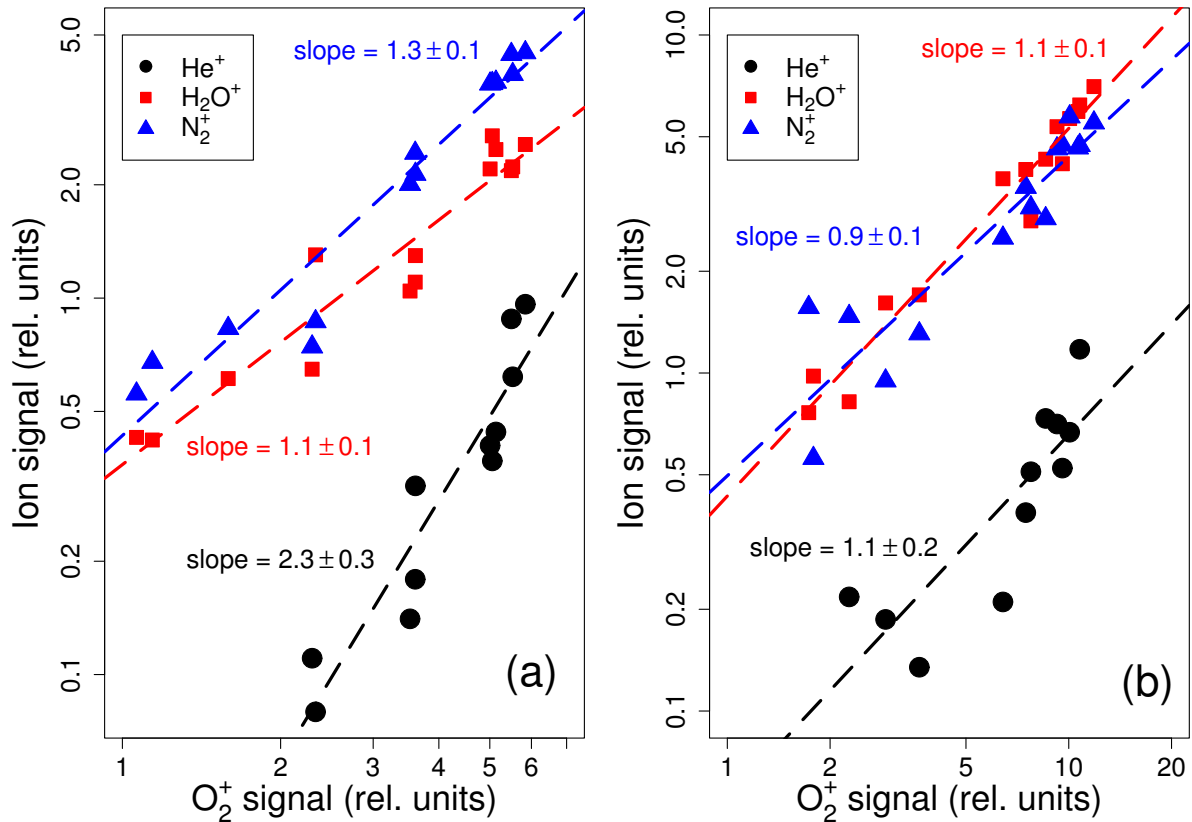 5.0
2.0
1.0
0.5
0.2
0.1
Ion signal (rel. units)
He⁺
H₂O⁺
N₂⁺
slope = 1.3±0.1
slope = 1.1±0.1
slope = 2.3±0.3
(a)
1 2 3 4 5 6
O₂⁺ signal (rel. units)
10.0
5.0
2.0
1.0
0.5
0.2
0.1
Ion signal (rel. units)
He⁺
H₂O⁺
N₂⁺
slope = 1.1±0.1
slope = 0.9±0.1
slope = 1.1±0.2
(b)
1 2 5 10 20
O₂⁺ signal (rel. units)